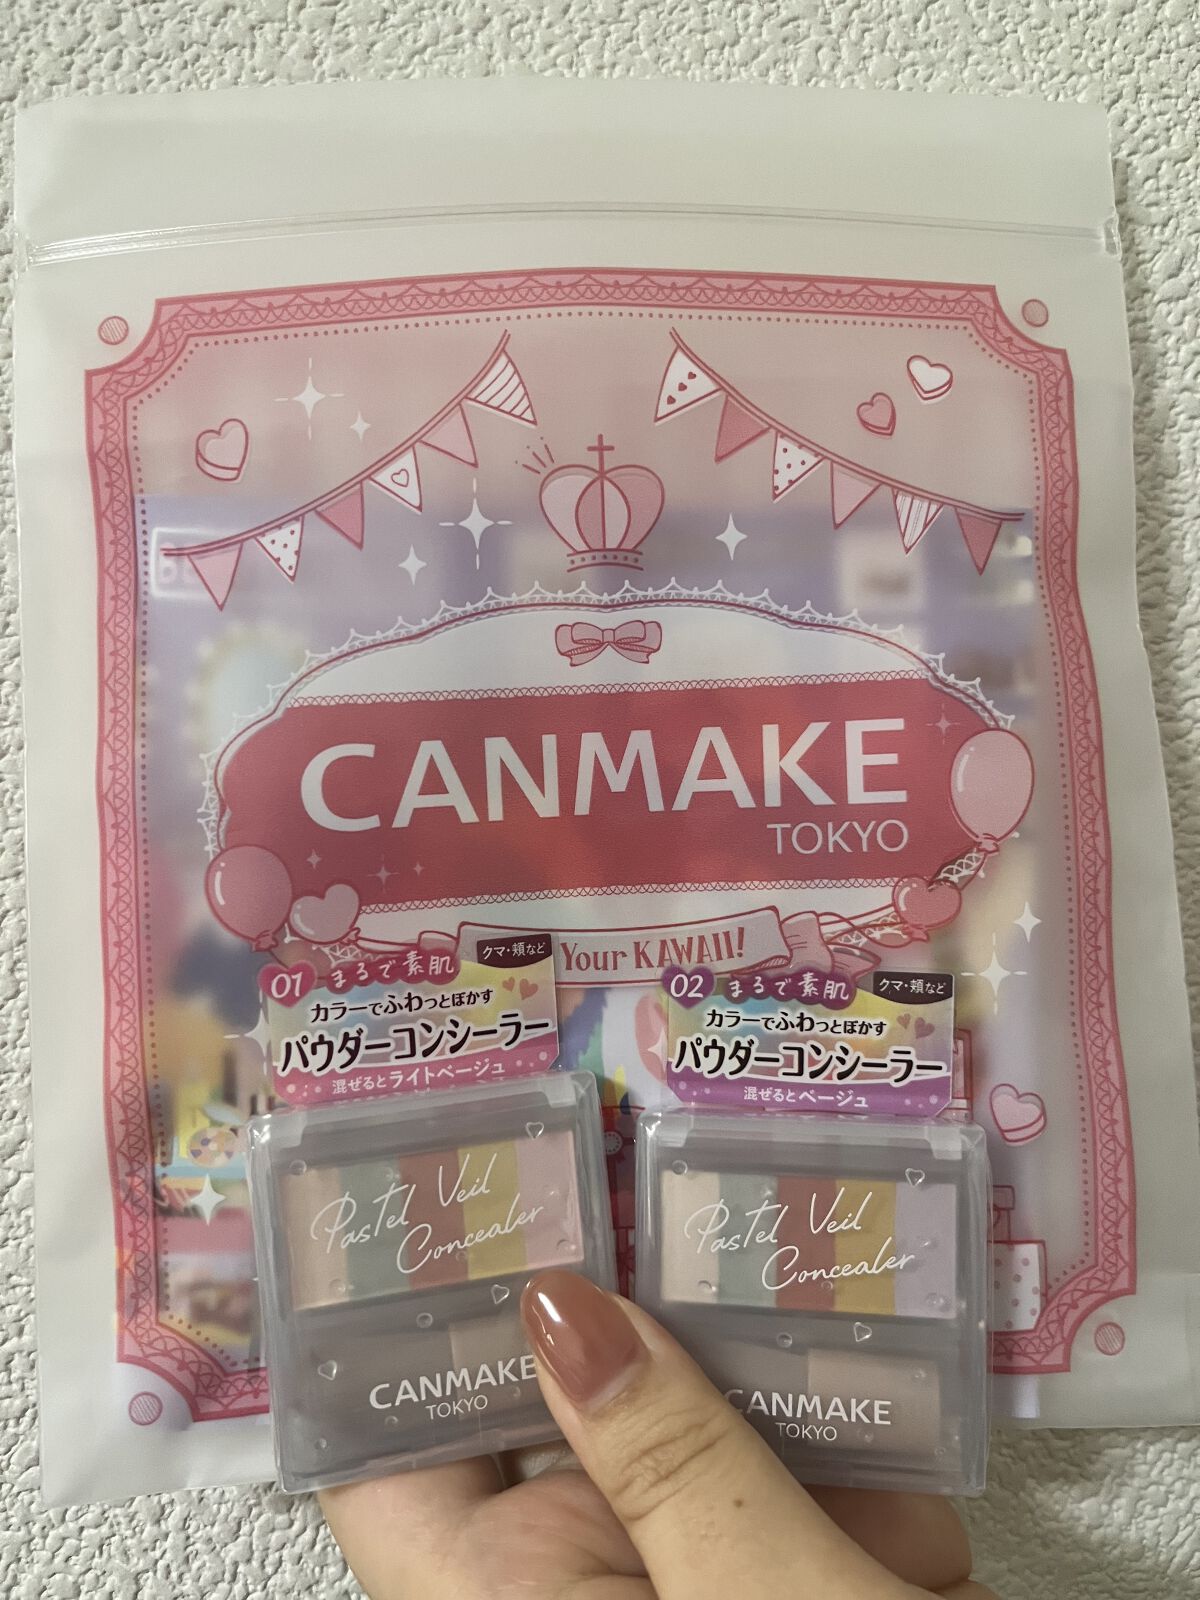 CANMAKE
TOKYO
Your KAWAII!
01 まるで素肌
クマ・頬など
カラーでふわっとぼかす
パウダーコンシーラー
混ぜるとライトベージュ
Pastel Veil
Concealer
CANMAKE
TOKYO
02 まるで素肌
クマ・頬など
カラーでふわっとぼかす
パウダーコンシーラー
混ぜるとベージュ
Pastel Veil
Concealer
CANMAKE
TOKYO